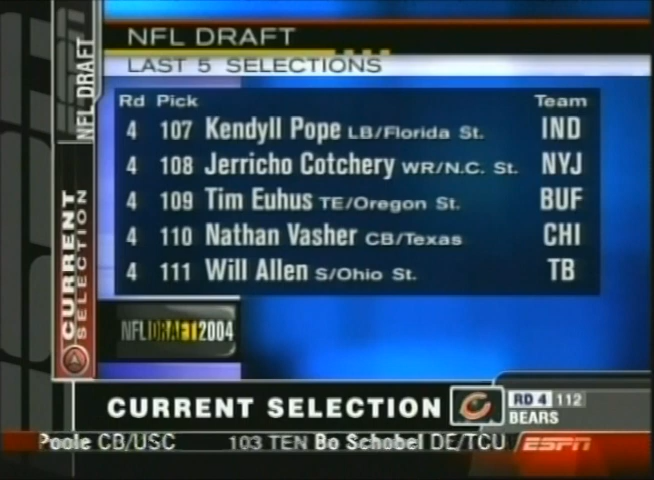 NFL DRAFT
LAST 5 SELECTIONS
Rd Pick Team
4 107 Kendyll Pope LB/Florida St. IND
4 108 Jerricho Cotchery WR/N.C. St. NYJ
4 109 Tim Euhus TE/Oregon St. BUF
4 110 Nathan Vasher CB/Texas CHI
4 111 Will Allen S/Ohio St. TB
NFL DRAFT
CURRENT SELECTION
NFLDRAFT2004
CURRENT SELECTION
RD 4 112
BEARS
Poole CB/USC 103 TEN Bo Schobel DE/TCU ESPN